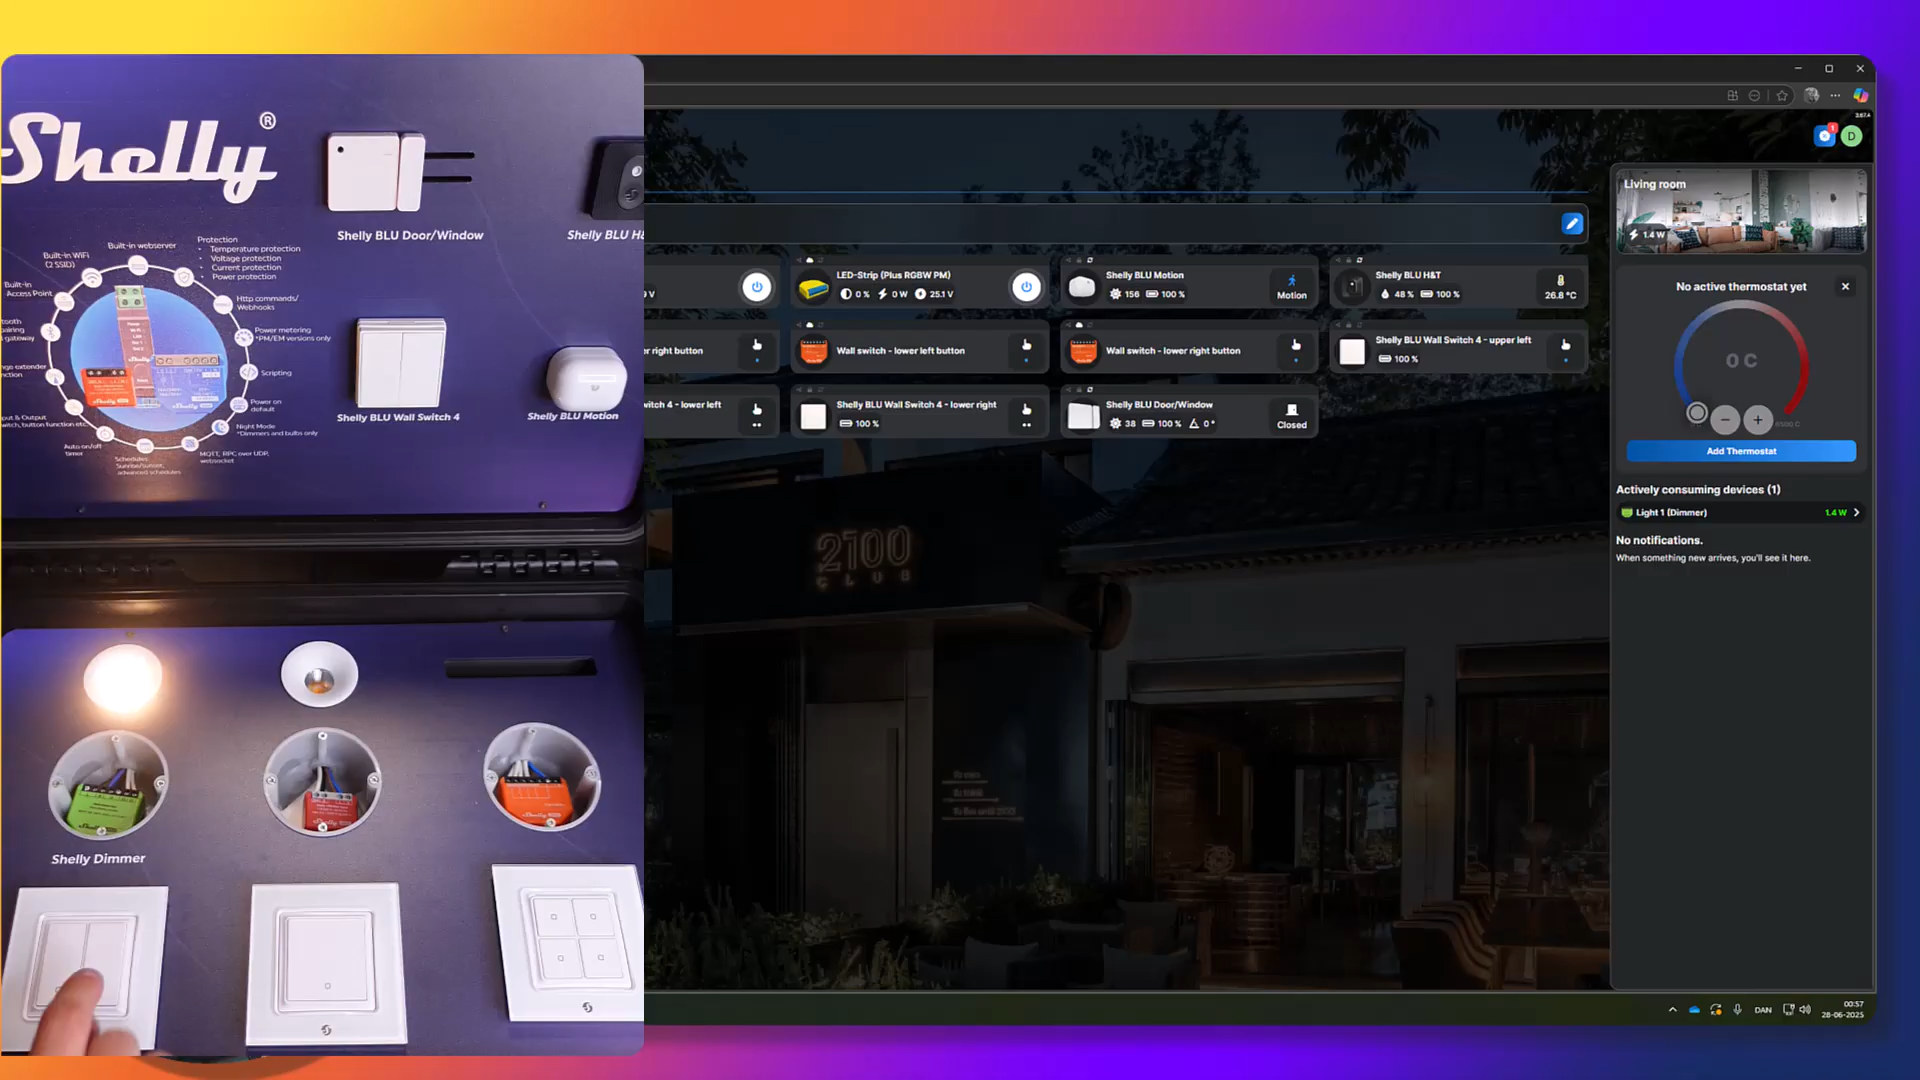 Shelly®
Shelly BLU Door/Window
Shelly BLU H&
Built-in webserver
Built-in WiFi
(2 SSID)
Protection
• Temperature protection
• Voltage protection
• Current protection
• Power protection
Built-in
Access Point
Http commands/
Webhooks
Power metering
*PM/EM versions only
Scripting
Power on
default
Night Mode
*Dimmers and bulbs only
MQTT, RPC over UDP,
websocket
Schedules
Sunrise/sunset,
advanced schedules
Auto on/off
timer
Shelly BLU Wall Switch 4
Shelly BLU Motion
Shelly Dimmer
LED-Strip (Plus RGBW PM)
0 % 0 W 25.1 V
Shelly BLU Motion
156 100 %
Motion
Shelly BLU H&T
48 % 100 %
26.8 °C
er right button
Wall switch - lower left button
Wall switch - lower right button
Shelly BLU Wall Switch 4 - upper left
100 %
witch 4 - lower left
Shelly BLU Wall Switch 4 - lower right
100 %
Shelly BLU Door/Window
38 100 % 0°
Closed
2100
CLUB
D
Living room
1.4 W
No active thermostat yet
0 C
Add Thermostat
Actively consuming devices (1)
Light 1 (Dimmer) 1.4 W
No notifications.
When something new arrives, you'll see it here.
DAN
00:57
28-06-2025